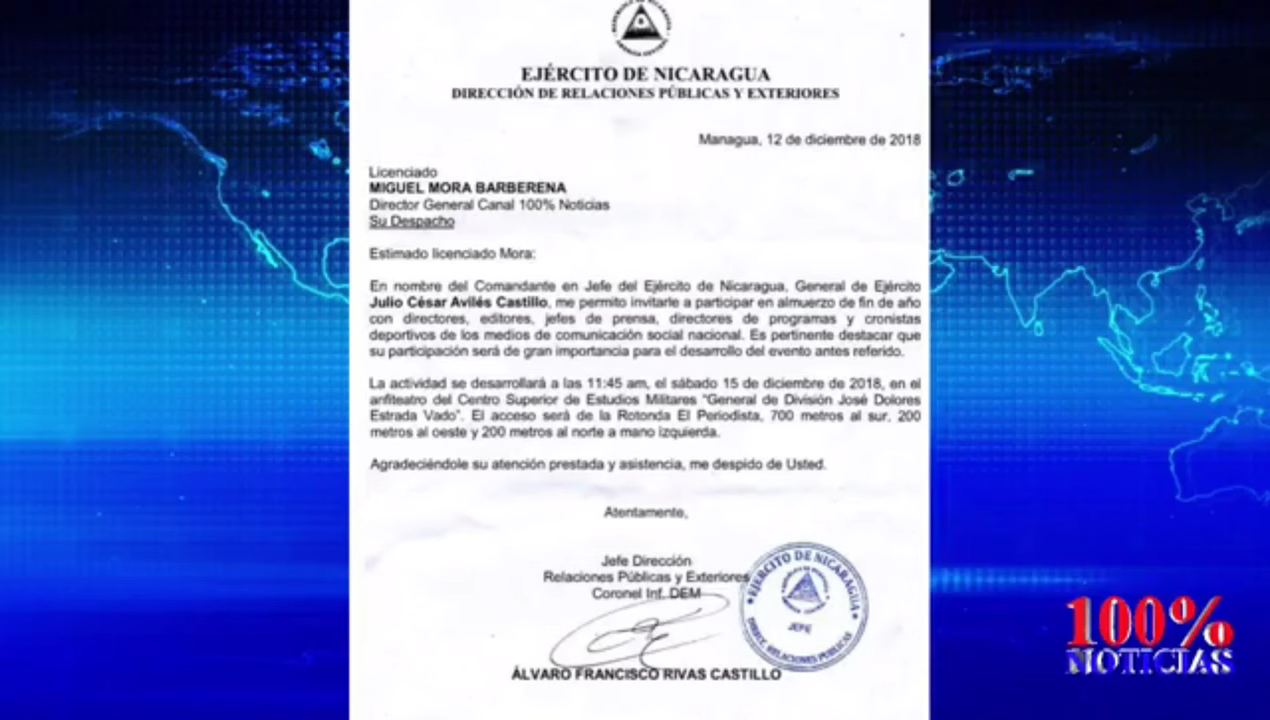 EJÉRCITO DE NICARAGUA
DIRECCIÓN DE RELACIONES PÚBLICAS Y EXTERIORES
Managua, 12 de diciembre de 2018
Licenciado
MIGUEL MORA BARBERENA
Director General Canal 100% Noticias
Su Despacho
Estimado licenciado Mora:
En nombre del Comandante en Jefe del Ejército de Nicaragua, General de Ejército
Julio César Avilés Castillo, me permito invitarle a participar en almuerzo de fin de año
con directores, editores, jefes de prensa, directores de programas y cronistas
deportivos de los medios de comunicación social nacional. Es pertinente destacar que
su participación será de gran importancia para el desarrollo del evento antes referido.
La actividad se desarrollará a las 11:45 am, el sábado 15 de diciembre de 2018, en el
anfiteatro del Centro Superior de Estudios Militares "General de División José Dolores
Estrada Vado". El acceso será de la Rotonda El Periodista, 700 metros al sur, 200
metros al oeste y 200 metros al norte a mano izquierda.
Agradeciéndole su atención prestada y asistencia, me despido de Usted.
Atentamente,
Jefe Dirección
Relaciones Públicas y Exteriores
Coronel Inf. DEM
ÁLVARO FRANCISCO RIVAS CASTILLO
EJÉRCITO DE NICARAGUA
JEFE
DIREC. RELACIONES PÚBLICAS
100%
NOTICIAS